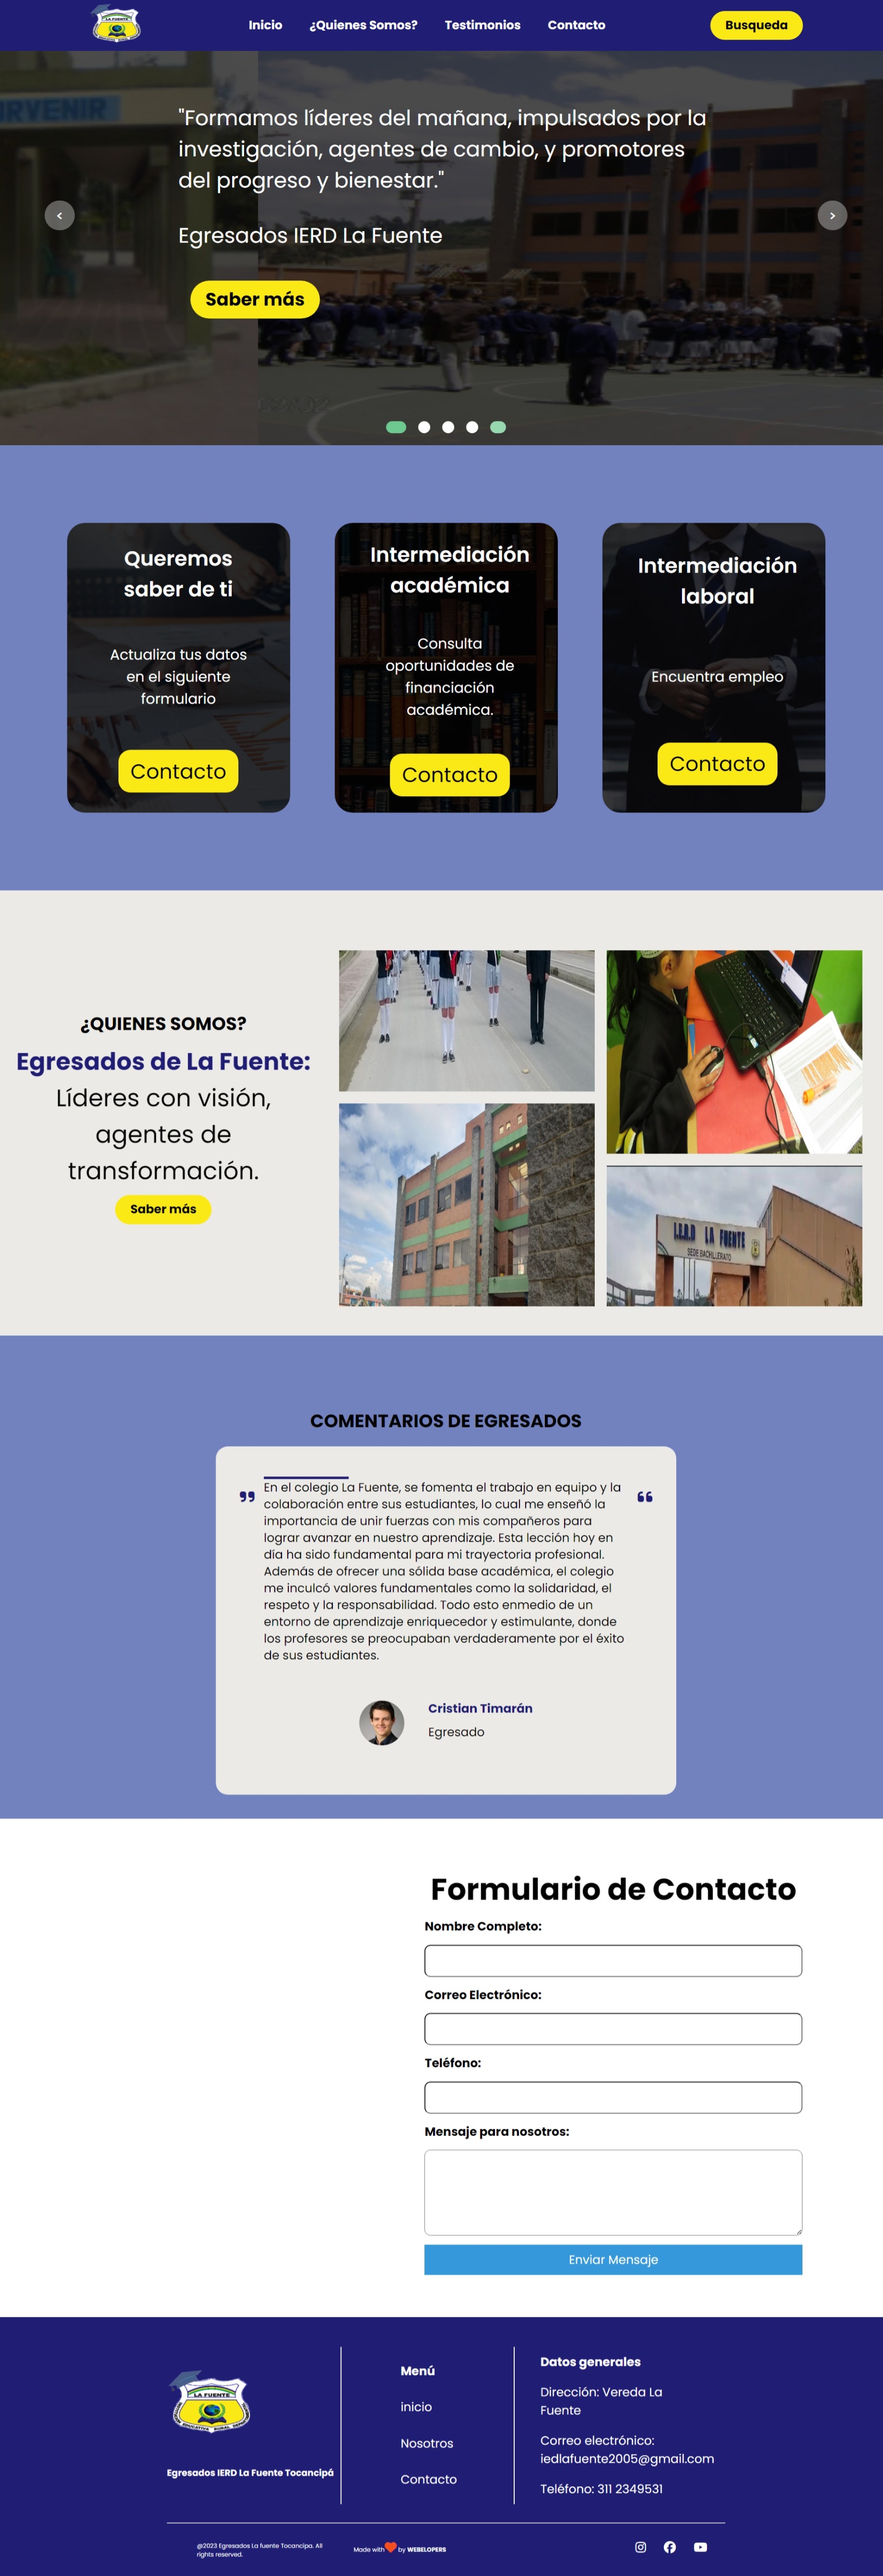 LA FUENTE
Inicio
¿Quienes Somos?
Testimonios
Contacto
Busqueda
"Formamos líderes del mañana, impulsados por la
investigación, agentes de cambio, y promotores
del progreso y bienestar."
Egresados IERD La Fuente
Saber más
Queremos
saber de ti
Actualiza tus datos
en el siguiente
formulario
Contacto
Intermediación
académica
Consulta
oportunidades de
financiación
académica.
Contacto
Intermediación
laboral
Encuentra empleo
Contacto
¿QUIENES SOMOS?
Egresados de La Fuente:
Líderes con visión,
agentes de
transformación.
Saber más
I.E.R.D LA FUENTE
SEDE BACHILLERATO
COMENTARIOS DE EGRESADOS
En el colegio La Fuente, se fomenta el trabajo en equipo y la
colaboración entre sus estudiantes, lo cual me enseñó la
importancia de unir fuerzas con mis compañeros para
lograr avanzar en nuestro aprendizaje. Esta lección hoy en
día ha sido fundamental para mi trayectoria profesional.
Además de ofrecer una sólida base académica, el colegio
me inculcó valores fundamentales como la solidaridad, el
respeto y la responsabilidad. Todo esto enmedio de un
entorno de aprendizaje enriquecedor y estimulante, donde
los profesores se preocupaban verdaderamente por el éxito
de sus estudiantes.
Cristian Timarán
Egresado
Formulario de Contacto
Nombre Completo:
Correo Electrónico:
Teléfono:
Mensaje para nosotros:
Enviar Mensaje
LA FUENTE
Egresados IERD La Fuente Tocancipá
Menú
inicio
Nosotros
Contacto
Datos generales
Dirección: Vereda La
Fuente
Correo electrónico:
iedlafuente2005@gmail.com
Teléfono: 311 2349531
@2023 Egresados La fuente Tocancipa. All
rights reserved.
Made with ❤ by WEBELOPERS